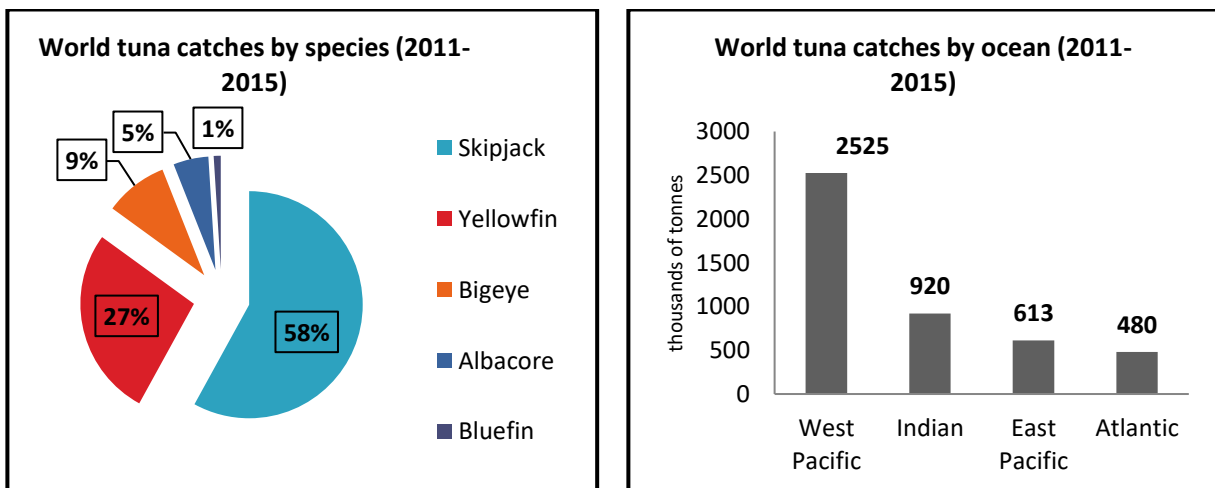 World tuna catches by species (2011-
2015)
5%
1%
9%
27%
58%
Skipjack
Yellowfin
Bigeye
Albacore
Bluefin
World tuna catches by ocean (2011-
2015)
thousands of tonnes
3000
2500
2000
1500
1000
500
0
2525
920
613
480
West
Pacific
Indian
East
Pacific
Atlantic